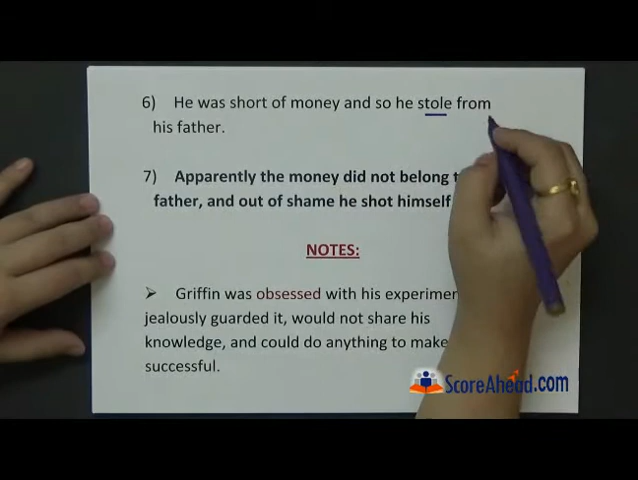 6) He was short of money and so he stole from
his father.
7) Apparently the money did not belong
father, and out of shame he shot himself
NOTES:
➤ Griffin was obsessed with his
jealously guarded it, would not share his
knowledge, and could do anything to make
successful.
ScoreAhead.com